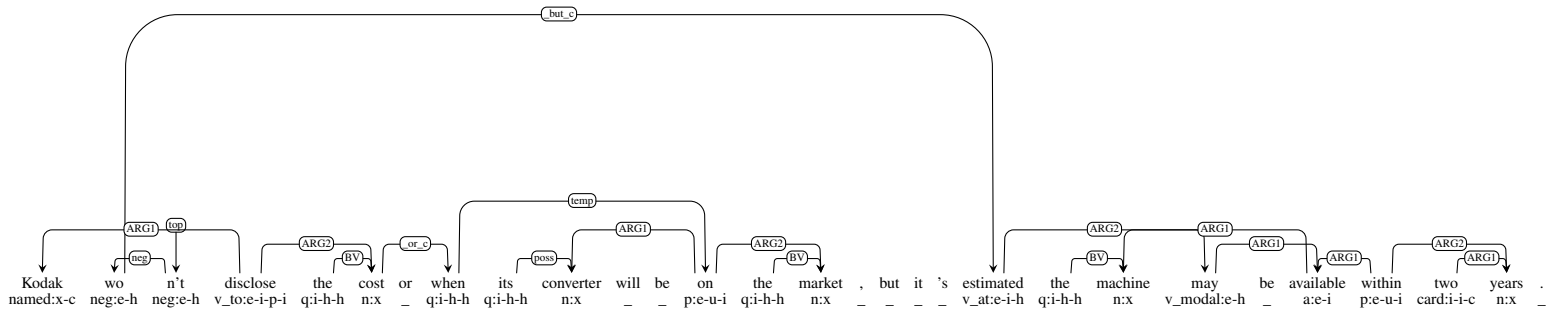 _but_c
temp
ARG1 top ARG1 ARG2 ARG1
ARG2 _or_c ARG2 ARG1 ARG2
neg BV poss BV BV ARG1 ARG1
Kodak wo n't disclose the cost or when its converter will be on the market , but it 's estimated the machine may be available within two years .
named:x-c neg:e-h neg:e-h v_to:e-i-p-i q:i-h-h n:x _ q:i-h-h q:i-h-h n:x _ _ p:e-u-i q:i-h-h n:x _ _ _ _ v_at:e-i-h q:i-h-h n:x v_modal:e-h _ a:e-i p:e-u-i card:i-i-c n:x _